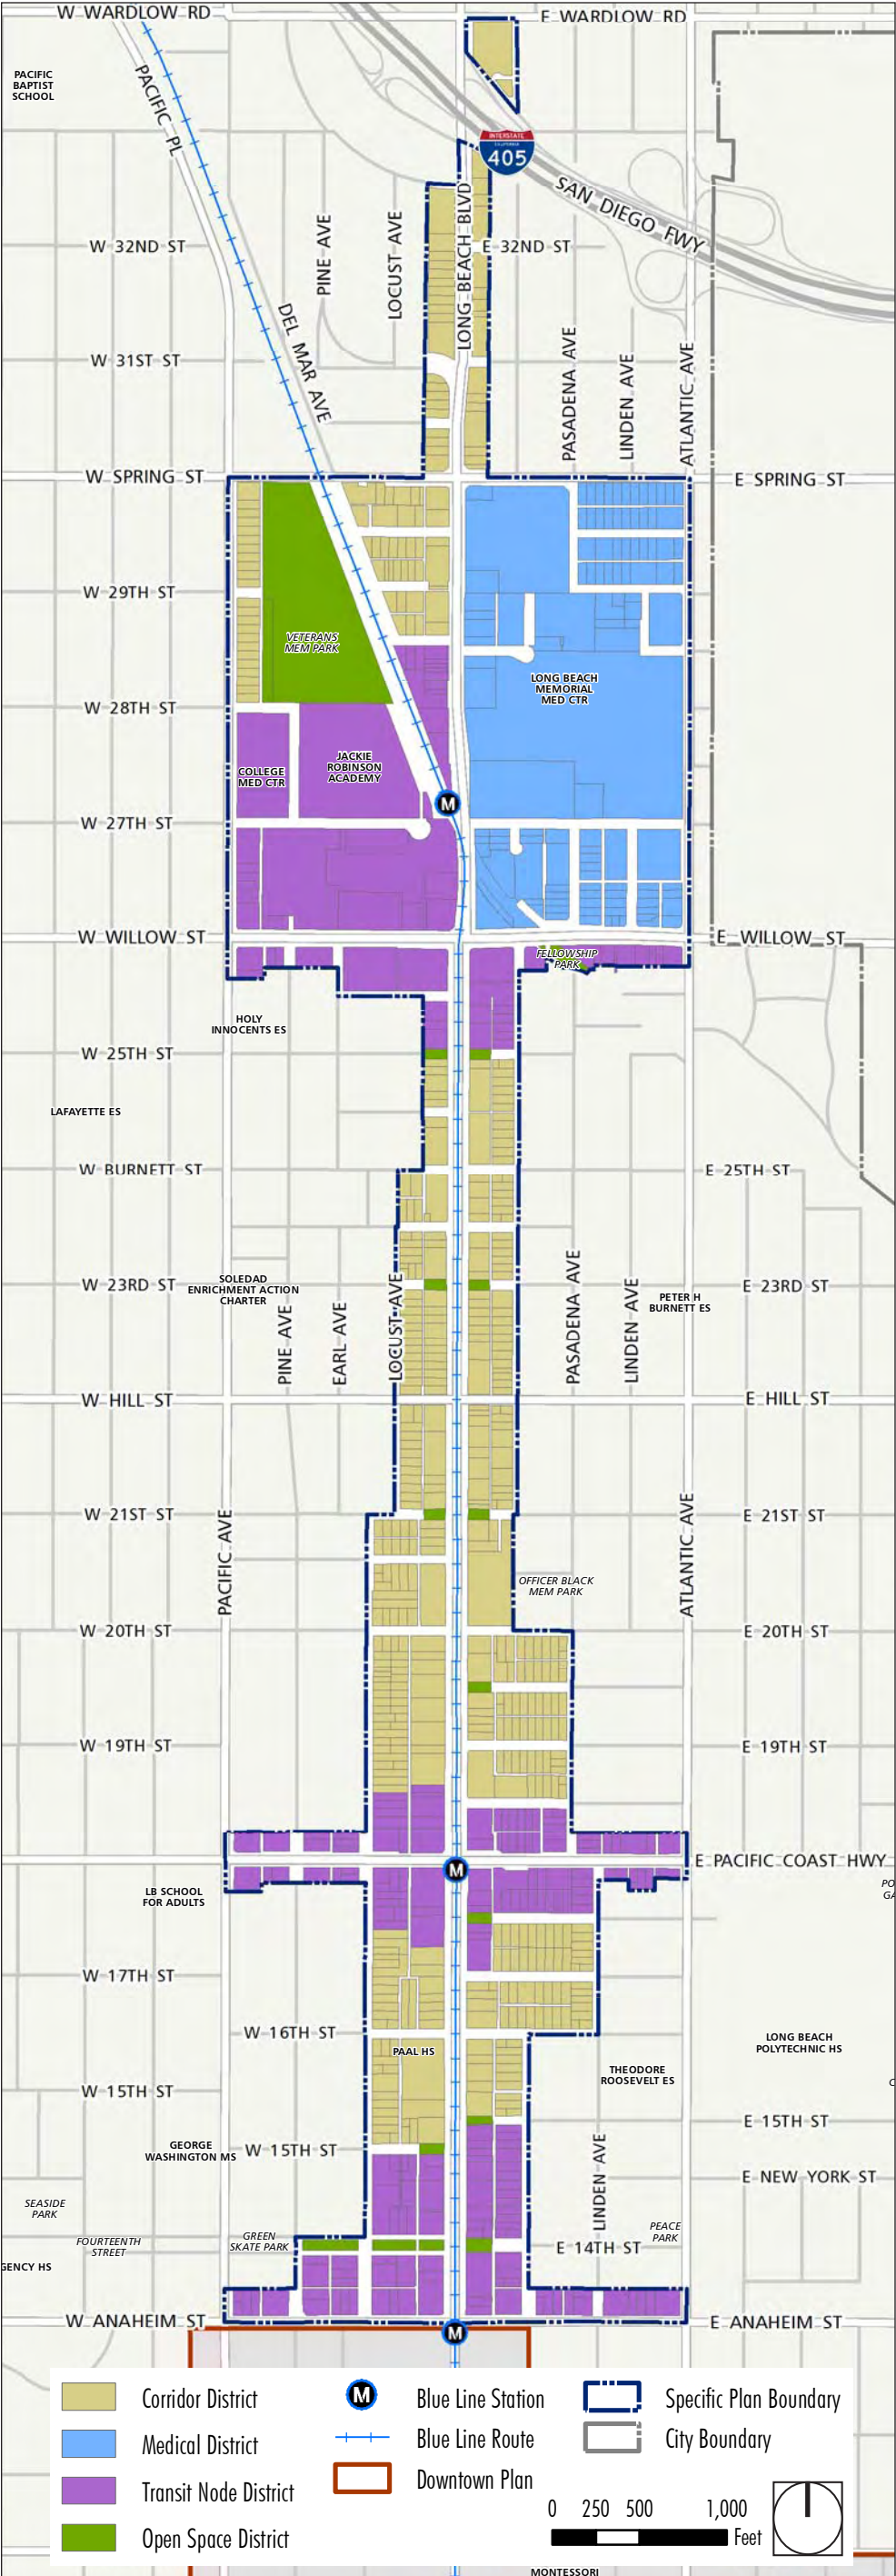 W WARDLOW RD
E WARDLOW RD
PACIFIC
BAPTIST
SCHOOL
PACIFIC PL
INTERSTATE
CALIFORNIA
405
SAN DIEGO FWY
W 32ND ST
PINE AVE
LOCUST AVE
LONG BEACH BLVD
E 32ND ST
DEL MAR AVE
W 31ST ST
PASADENA AVE
LINDEN AVE
ATLANTIC AVE
W SPRING ST
E SPRING ST
W 29TH ST
VETERANS
MEM PARK
LONG BEACH
MEMORIAL
MED CTR
W 28TH ST
COLLEGE
MED CTR
JACKIE
ROBINSON
ACADEMY
M
W 27TH ST
W WILLOW ST
E WILLOW ST
FELLOWSHIP
PARK
HOLY
INNOCENTS ES
W 25TH ST
LAFAYETTE ES
W BURNETT ST
E 25TH ST
W 23RD ST
SOLEDAD
ENRICHMENT ACTION
CHARTER
E 23RD ST
PETER H
BURNETT ES
PINE AVE
EARL AVE
LOCUST AVE
PASADENA AVE
LINDEN AVE
W HILL ST
E HILL ST
W 21ST ST
E 21ST ST
PACIFIC AVE
ATLANTIC AVE
OFFICER BLACK
MEM PARK
W 20TH ST
E 20TH ST
W 19TH ST
E 19TH ST
E PACIFIC COAST HWY
M
LB SCHOOL
FOR ADULTS
PO
GA
W 17TH ST
W 16TH ST
PAAL HS
LONG BEACH
POLYTECHNIC HS
THEODORE
ROOSEVELT ES
C
W 15TH ST
E 15TH ST
GEORGE
WASHINGTON MS
W 15TH ST
LINDEN AVE
E NEW YORK ST
SEASIDE
PARK
FOURTEENTH
STREET
GREEN
SKATE PARK
PEACE
PARK
E 14TH ST
GENCY HS
W ANAHEIM ST
E ANAHEIM ST
M
Corridor District
Medical District
Transit Node District
Open Space District
M
Blue Line Station
Blue Line Route
Downtown Plan
Specific Plan Boundary
City Boundary
0 250 500 1,000
Feet
MONTESSORI